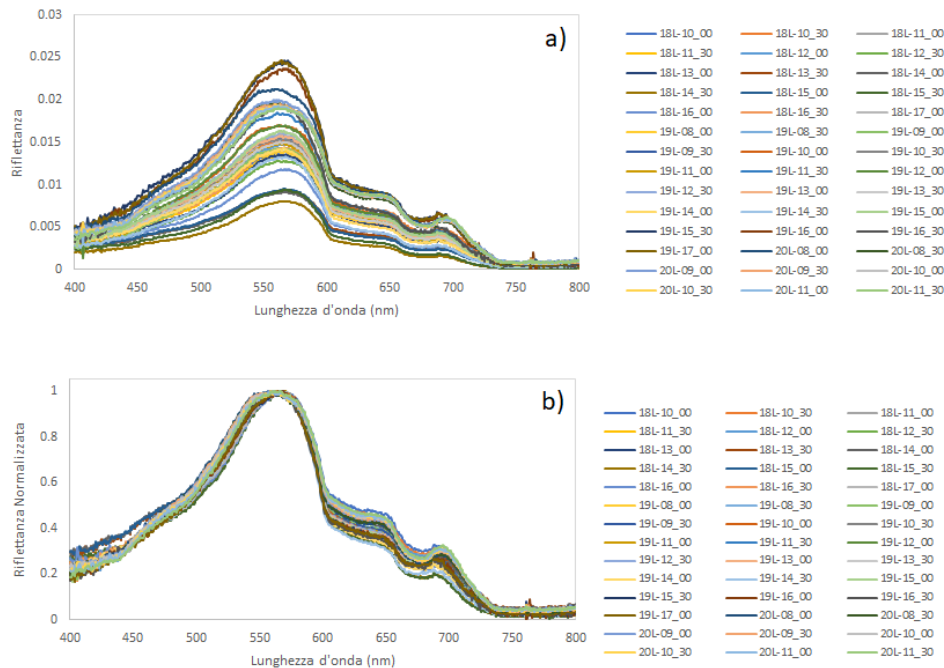 a)
0.03
0.025
0.02
0.015
0.01
0.005
0
Riflettanza
400 450 500 550 600 650 700 750 800
Lunghezza d'onda (nm)
18L-10_00 18L-10_30 18L-11_00
18L-11_30 18L-12_00 18L-12_30
18L-13_00 18L-13_30 18L-14_00
18L-14_30 18L-15_00 18L-15_30
18L-16_00 18L-16_30 18L-17_00
19L-08_00 19L-08_30 19L-09_00
19L-09_30 19L-10_00 19L-10_30
19L-11_00 19L-11_30 19L-12_00
19L-12_30 19L-13_00 19L-13_30
19L-14_00 19L-14_30 19L-15_00
19L-15_30 19L-16_00 19L-16_30
19L-17_00 20L-08_00 20L-08_30
20L-09_00 20L-09_30 20L-10_00
20L-10_30 20L-11_00 20L-11_30
b)
1
0.8
0.6
0.4
0.2
0
Riflettanza Normalizzata
400 450 500 550 600 650 700 750 800
Lunghezza d'onda (nm)
18L-10_00 18L-10_30 18L-11_00
18L-11_30 18L-12_00 18L-12_30
18L-13_00 18L-13_30 18L-14_00
18L-14_30 18L-15_00 18L-15_30
18L-16_00 18L-16_30 18L-17_00
19L-08_00 19L-08_30 19L-09_00
19L-09_30 19L-10_00 19L-10_30
19L-11_00 19L-11_30 19L-12_00
19L-12_30 19L-13_00 19L-13_30
19L-14_00 19L-14_30 19L-15_00
19L-15_30 19L-16_00 19L-16_30
19L-17_00 20L-08_00 20L-08_30
20L-09_00 20L-09_30 20L-10_00
20L-10_30 20L-11_00 20L-11_30